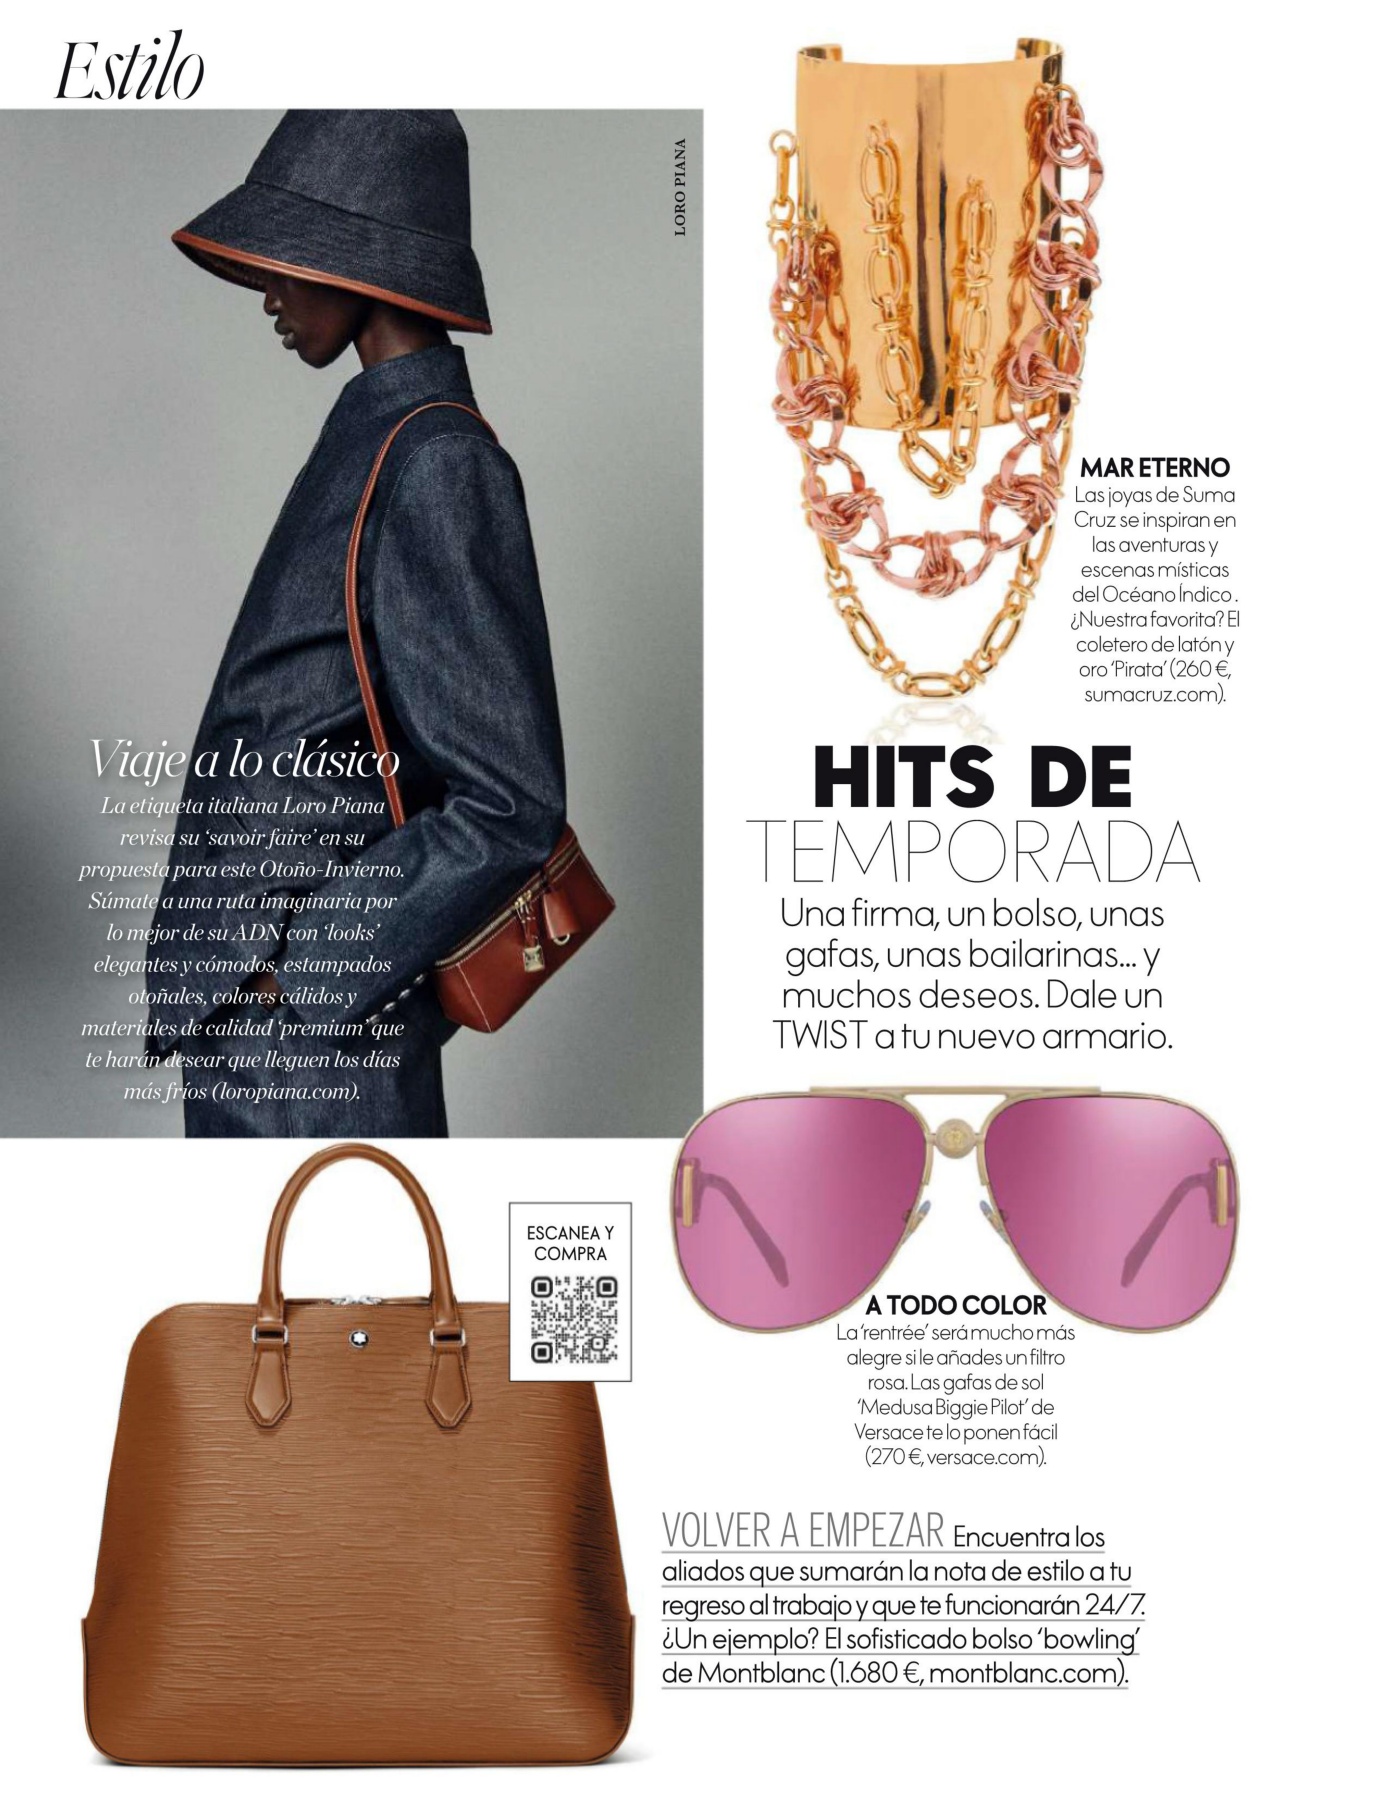 Estilo
LORO PIANA
Viaje a lo clásico
La etiqueta italiana Loro Piana
revisa su ‘savoir faire’ en su
propuesta para este Otoño-Invierno.
Súmate a una ruta imaginaria por
lo mejor de su ADN con ‘looks’
elegantes y cómodos, estampados
otoñales, colores cálidos y
materiales de calidad ‘premium’ que
te harán desear que lleguen los días
más fríos (loropiana.com).
MAR ETERNO
Las joyas de Suma
Cruz se inspiran en
las aventuras y
escenas místicas
del Océano Índico.
¿Nuestra favorita? El
coletero de latón y
oro ‘Pirata’ (260 €,
sumacruz.com).
HITS DE
TEMPORADA
Una firma, un bolso, unas
gafas, unas bailarinas... y
muchos deseos. Dale un
TWIST a tu nuevo armario.
ESCANEA Y
COMPRA
A TODO COLOR
La ‘rentrée’ será mucho más
alegre si le añades un filtro
rosa. Las gafas de sol
‘Medusa Biggie Pilot’ de
Versace te lo ponen fácil
(270 €, versace.com).
VOLVER A EMPEZAR Encuentra los
aliados que sumarán la nota de estilo a tu
regreso al trabajo y que te funcionarán 24/7.
¿Un ejemplo? El sofisticado bolso ‘bowling’
de Montblanc (1.680 €, montblanc.com).